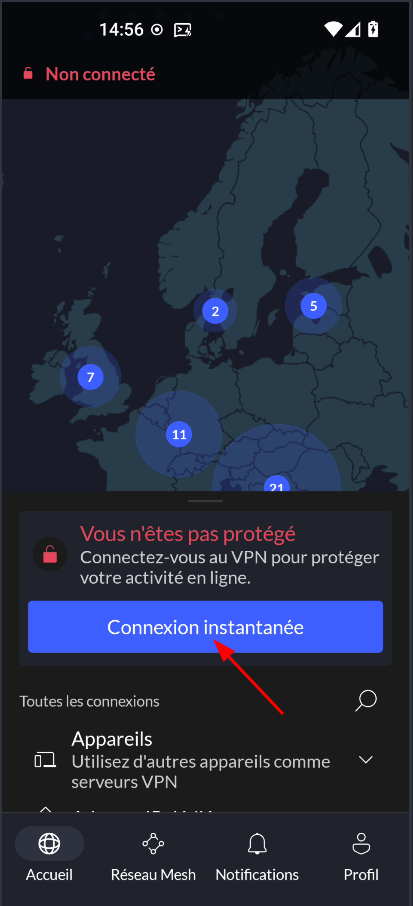 14:56
Non connecté
2
5
7
11
21
Vous n'êtes pas protégé
Connectez-vous au VPN pour protéger
votre activité en ligne.
Connexion instantanée
Toutes les connexions
Appareils
Utilisez d'autres appareils comme
serveurs VPN
Accueil
Réseau Mesh
Notifications
Profil